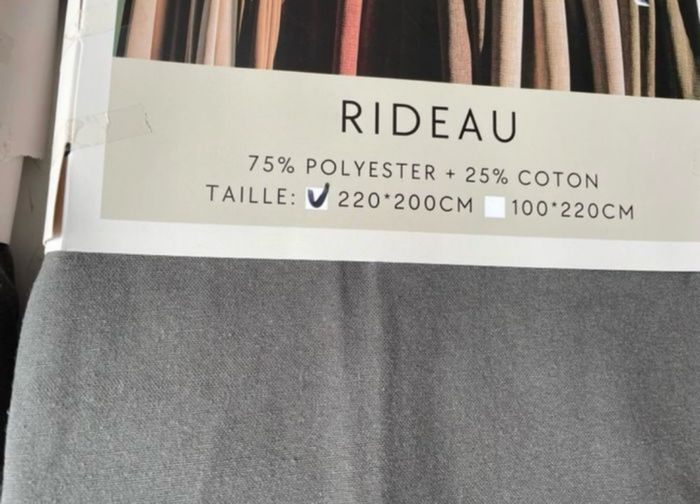 RIDEAU
75% POLYESTER + 25% COTON
TAILLE: 220*200CM 100*220CM